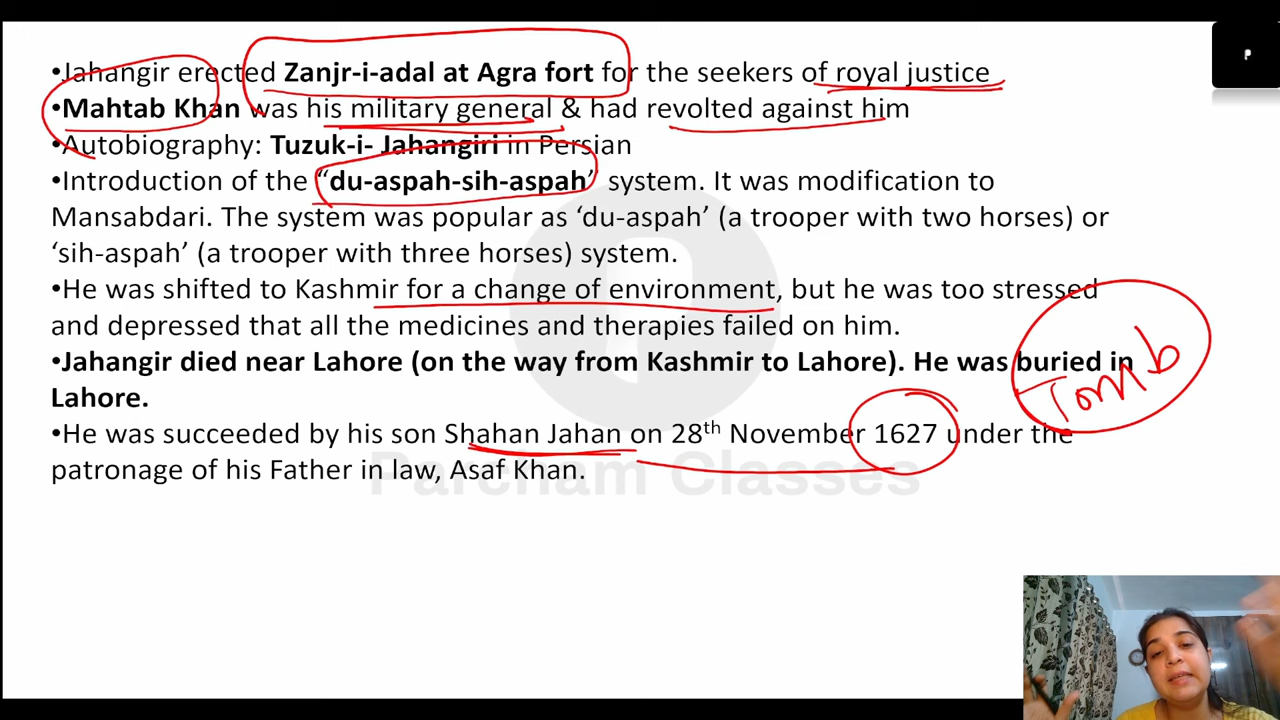 •Jahangir erected Zanjr-i-adal at Agra fort for the seekers of royal justice
•Mahtab Khan was his military general & had revolted against him
•Autobiography: Tuzuk-i- Jahangiri in Persian
•Introduction of the “du-aspah-sih-aspah” system. It was modification to
Mansabdari. The system was popular as ‘du-aspah’ (a trooper with two horses) or
‘sih-aspah’ (a trooper with three horses) system.
•He was shifted to Kashmir for a change of environment, but he was too stressed
and depressed that all the medicines and therapies failed on him.
•Jahangir died near Lahore (on the way from Kashmir to Lahore). He was buried in
Lahore.
Tomb
•He was succeeded by his son Shahan Jahan on 28th November 1627 under the
patronage of his Father in law, Asaf Khan.
Parcham Classes